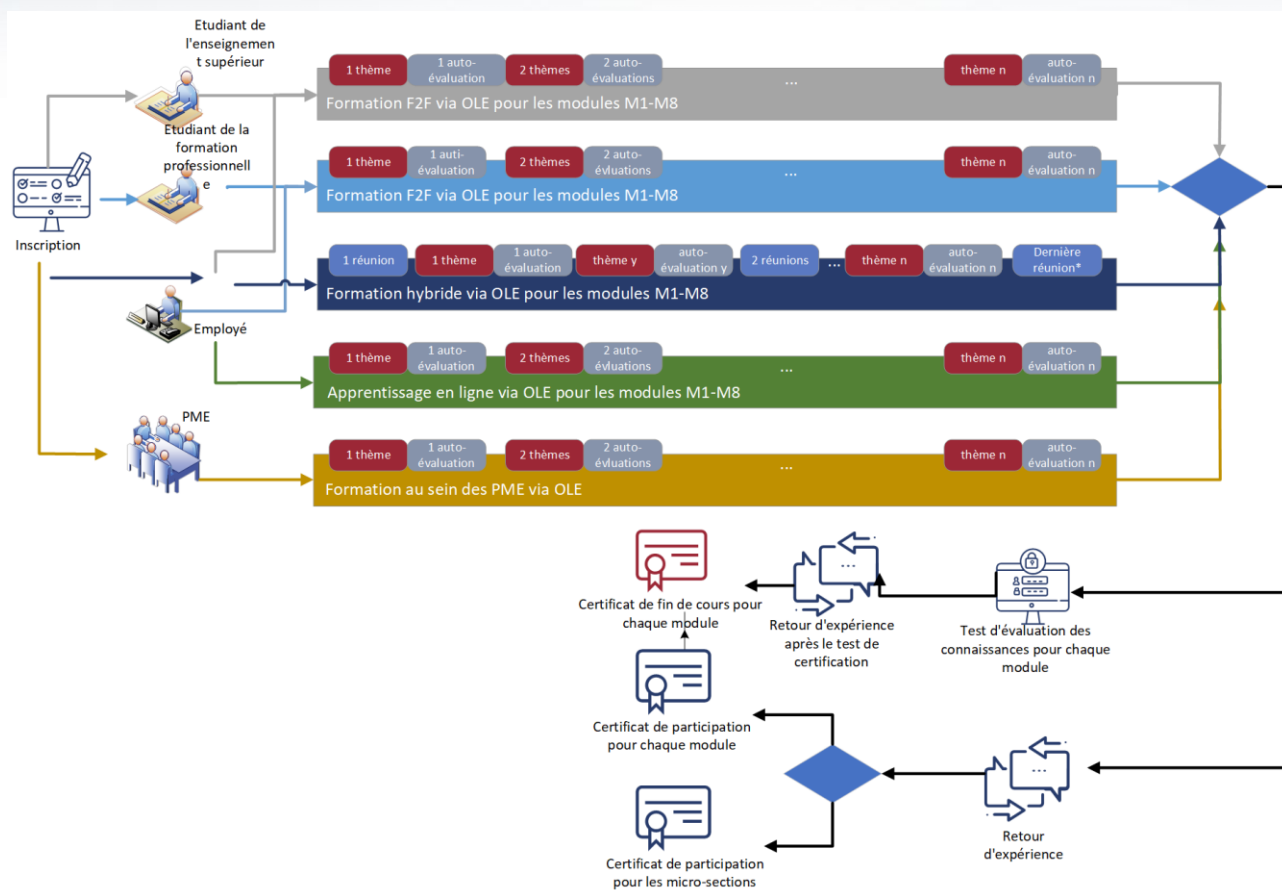 Etudiant de
l'enseignemen
t supérieur
1 thème
1 auto-
évaluation
2 thèmes
2 auto-
évaluations
...
thème n
auto-
évaluation n
Formation F2F via OLE pour les modules M1-M8
Etudiant de la
formation
professionnell
e
1 thème
1 auti-
évaluation
2 thèmes
2 auto-
évluations
...
thème n
auto-
évaluation n
Formation F2F via OLE pour les modules M1-M8
Inscription
1 réunion
1 thème
1 auto-
évaluation
thème y
auto-
évaluation y
2 réunions
...
thème n
auto-
évaluation n
Dernière
réunion*
Formation hybride via OLE pour les modules M1-M8
Employé
1 thème
1 auto-
évaluation
2 thèmes
2 auto-
évluations
...
thème n
auto-
évaluation n
Apprentissage en ligne via OLE pour les modules M1-M8
PME
1 thème
1 auto-
évaluation
2 thèmes
2 auto-
évluations
...
thème n
auto-
évaluation n
Formation au sein des PME via OLE
...
Certificat de fin de cours pour
chaque module
Retour d'expérience
après le test de
certification
Test d'évaluation des
connaissances pour chaque
module
Certificat de participation
pour chaque module
...
Retour
d'expérience
Certificat de participation
pour les micro-sections